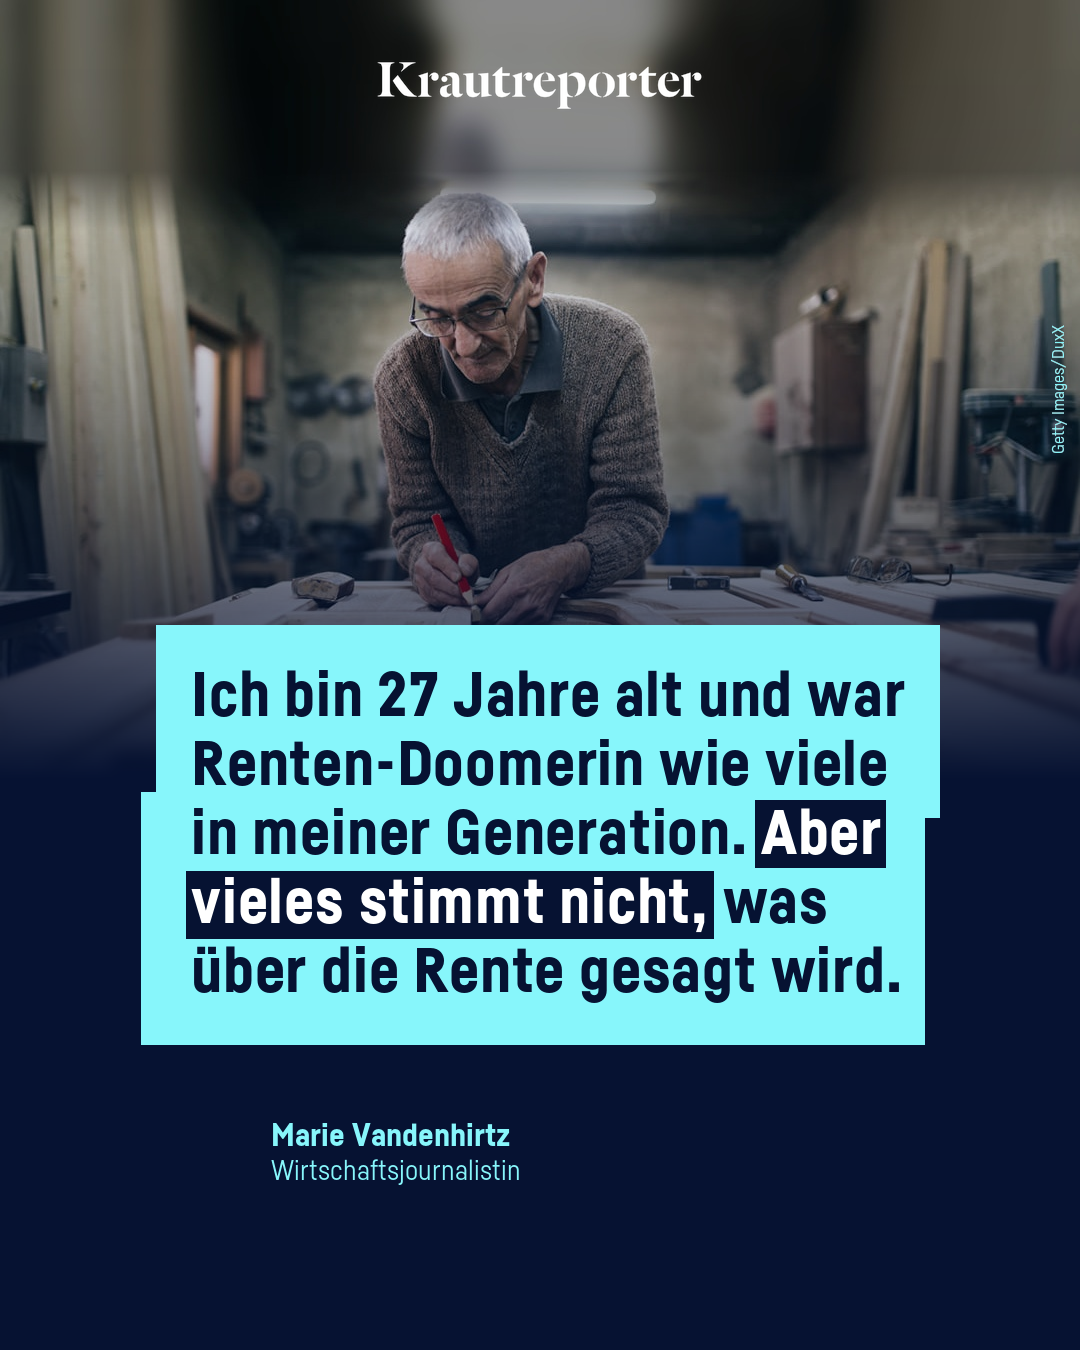 Krautreporter
Getty Images/DuxX
Ich bin 27 Jahre alt und war
Renten-Doomerin wie viele
in meiner Generation. Aber
vieles stimmt nicht, was
über die Rente gesagt wird.
Marie Vandenhirtz
Wirtschaftsjournalistin